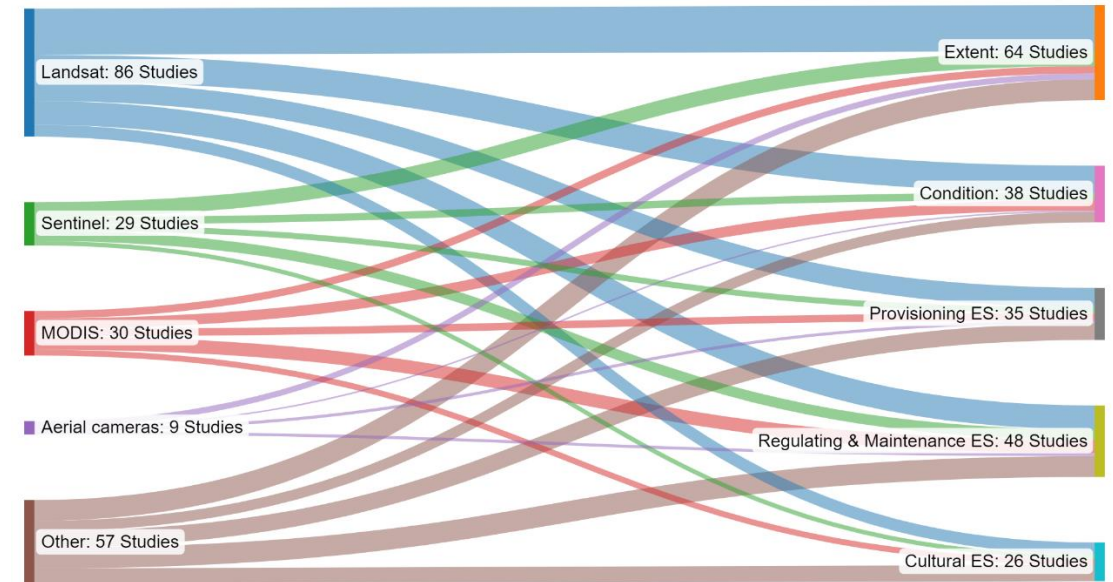 Landsat: 86 Studies
Sentinel: 29 Studies
MODIS: 30 Studies
Aerial cameras: 9 Studies
Other: 57 Studies
Extent: 64 Studies
Condition: 38 Studies
Provisioning ES: 35 Studies
Regulating & Maintenance ES: 48 Studies
Cultural ES: 26 Studies